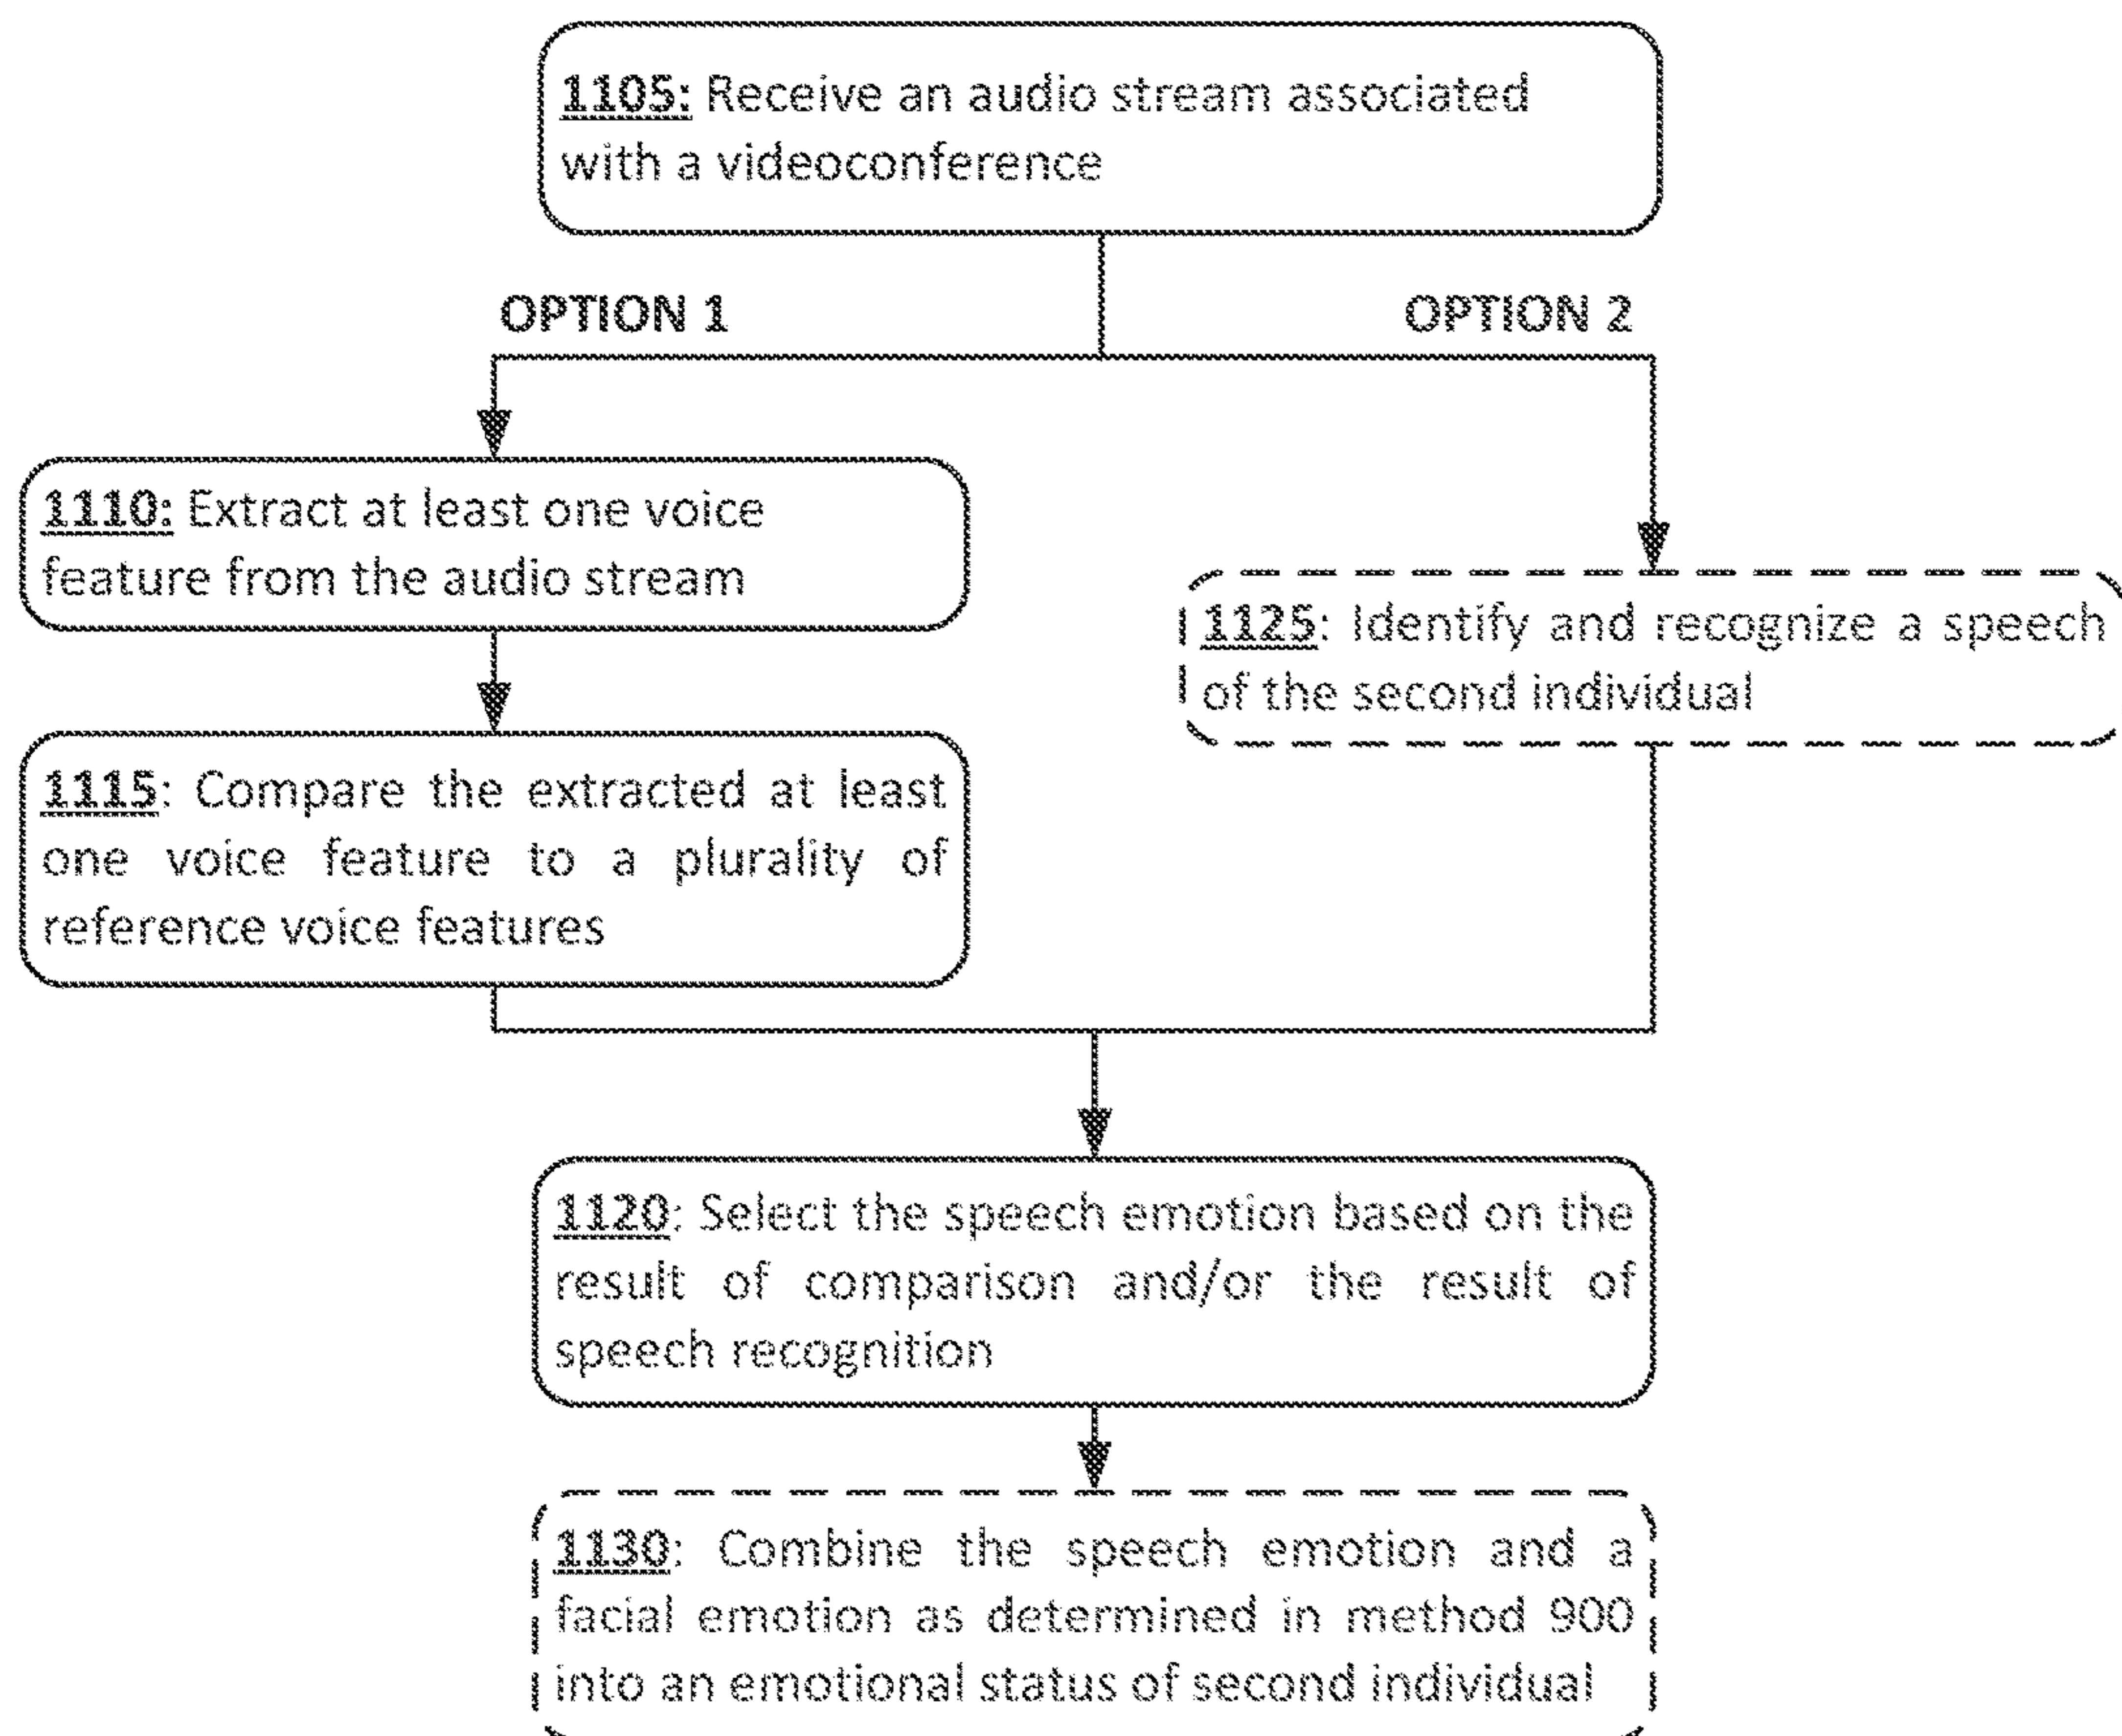 1105: Receive an audio stream associated
with a videoconference
OPTION 1
OPTION 2
1110: Extract at least one voice
feature from the audio stream
1125: Identify and recognize a speech
of the second individual
1115: Compare the extracted at least
one voice feature to a plurality of
reference voice features
1120: Select the speech emotion based on the
result of comparison and/or the result of
speech recognition
1130: Combine the speech emotion and a
facial emotion as determined in method 900
into an emotional status of second individual